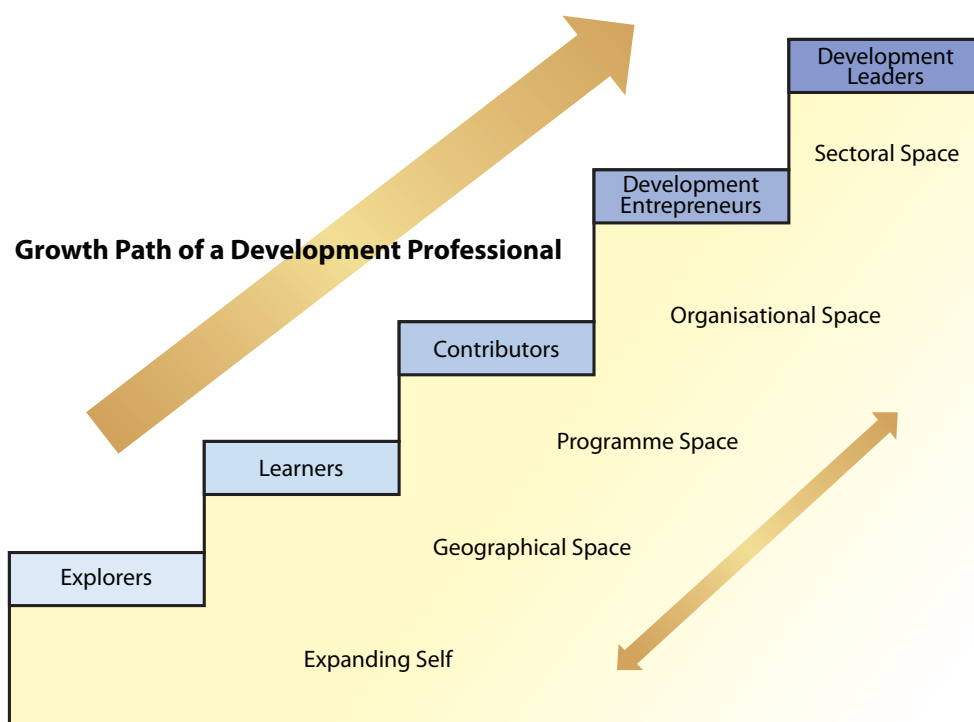 Development
Leaders
Sectoral Space
Development
Entrepreneurs
Growth Path of a Development Professional
Organisational Space
Contributors
Programme Space
Learners
Geographical Space
Explorers
Expanding Self